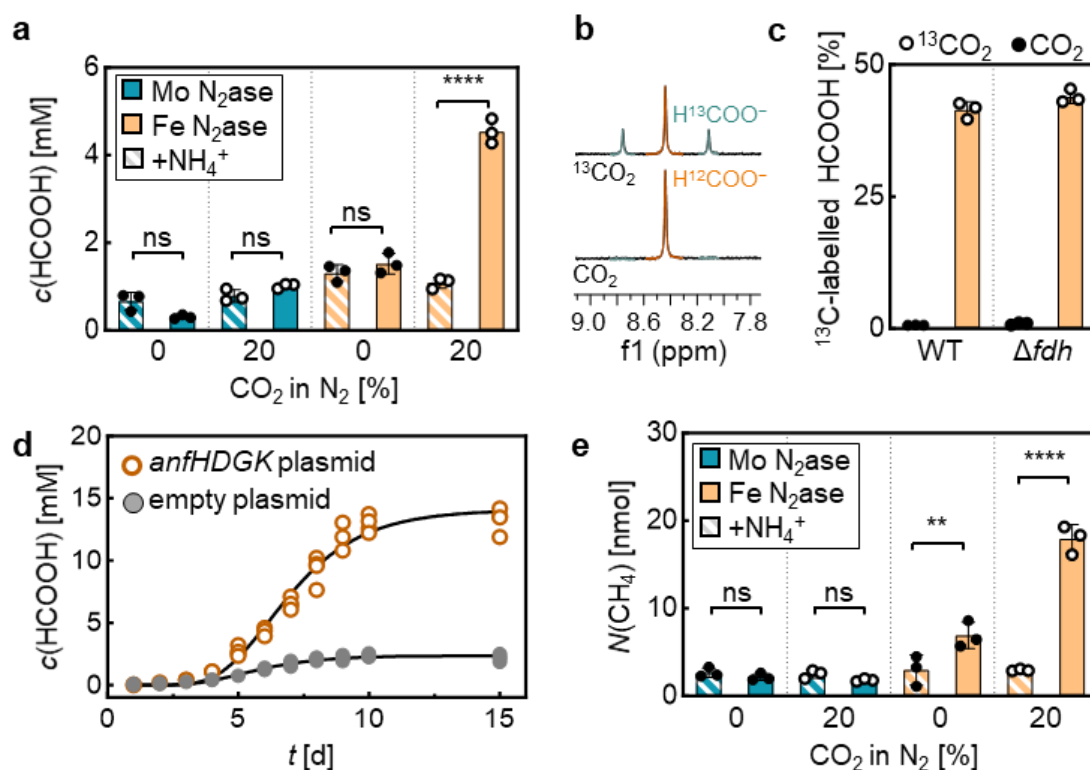 a
c(HCOOH) [mM]
6
4
2
0
Mo N₂ase
Fe N₂ase
+NH₄⁺
ns
ns
ns
****
0
20
0
20
CO₂ in N₂ [%]
b
H¹³COO⁻
¹³CO₂
H¹²COO⁻
CO₂
9.0
8.6
8.2
7.8
f1 (ppm)
c
¹³CO₂
CO₂
¹³C-labelled HCOOH [%]
50
25
0
WT
Δfdh
d
c(HCOOH) [mM]
20
15
10
5
0
anfHDGK plasmid
empty plasmid
0
5
10
15
t [d]
e
N(CH₄) [nmol]
30
20
10
0
Mo N₂ase
Fe N₂ase
+NH₄⁺
ns
ns
**
****
0
20
0
20
CO₂ in N₂ [%]